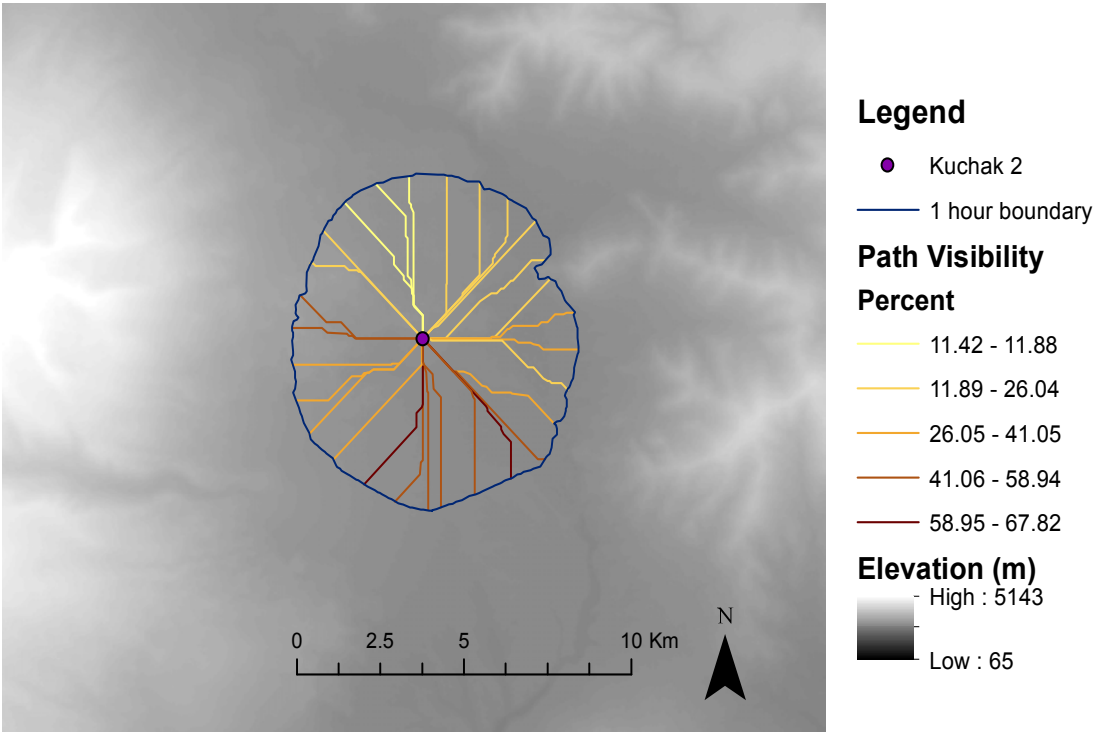 Legend
Kuchak 2
1 hour boundary
Path Visibility
Percent
11.42 - 11.88
11.89 - 26.04
26.05 - 41.05
41.06 - 58.94
58.95 - 67.82
Elevation (m)
High : 5143
Low : 65
N
0 2.5 5 10 Km